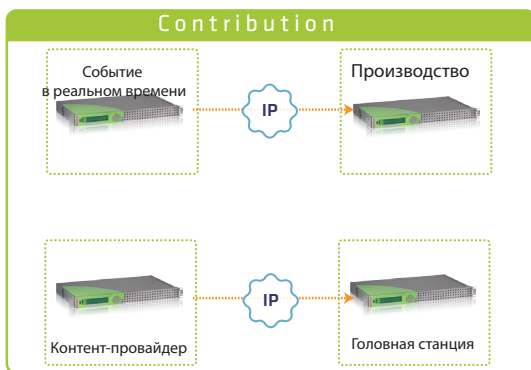 Contribution
Событие
в реальном времени
Производство
IP
IP
Контент-провайдер
Головная станция